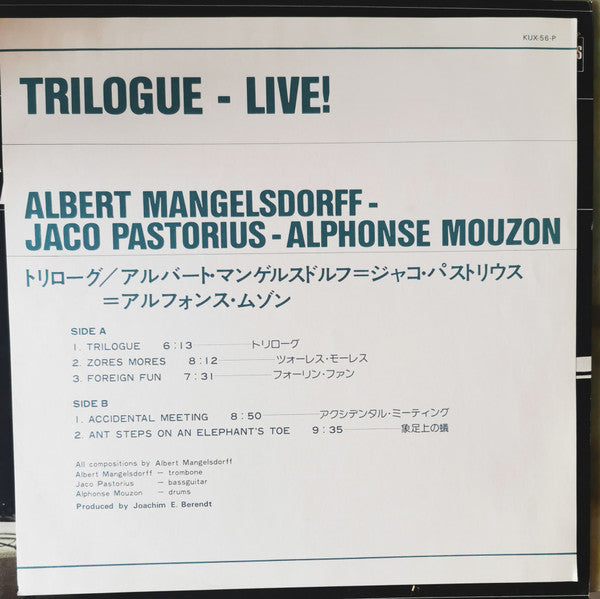 KUX-56-P
TRILOGUE - LIVE!
ALBERT MANGELSDORFF-
JACO PASTORIUS-ALPHONSE MOUZON
トリローグ/アルバート・マンゲルスドルフ=ジャコ・パストリウス
=アルフォンス・ムゾン
SIDE A
1. TRILOGUE 6:13 トリローグ
2. ZORES MORES 8:12 ツォーレス・モーレス
3. FOREIGN FUN 7:31 フォーリン・ファン
SIDE B
1. ACCIDENTAL MEETING 8:50 アクシデンタル・ミーティング
2. ANT STEPS ON AN ELEPHANT'S TOE 9:35 象足上の蟻
All compositions by Albert Mangelsdorff
Albert Mangelsdorff — trombone
Jaco Pastorius — bassguitar
Alphonse Mouzon — drums
Produced by Joachim E. Berendt